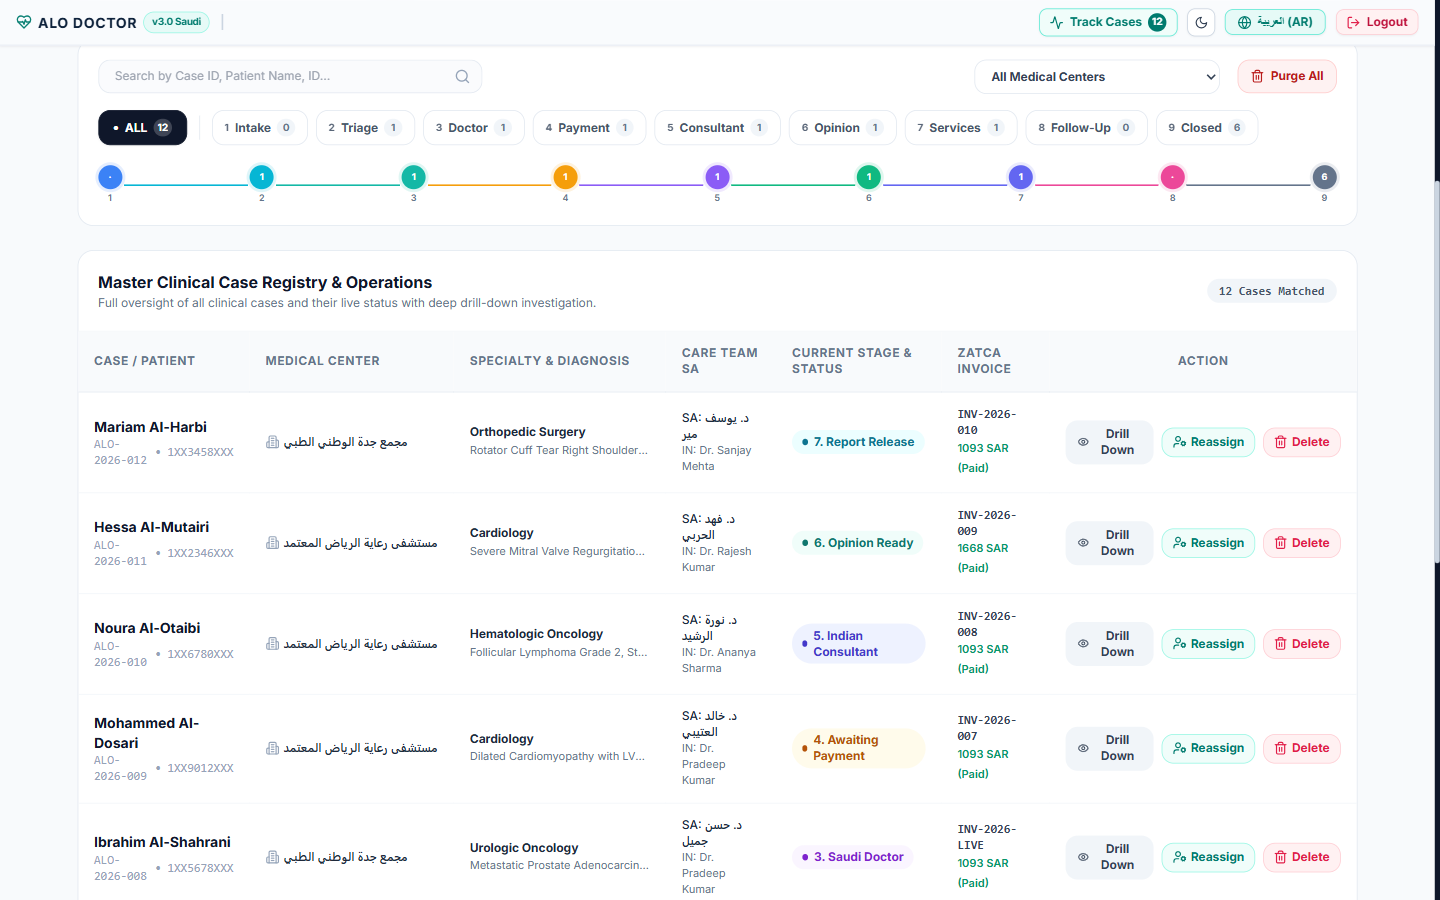 ALO DOCTOR v3.0 Saudi Track Cases 12 العربية (AR) Logout
Search by Case ID, Patient Name, ID... All Medical Centers Purge All
• ALL 12 1 Intake 0 2 Triage 1 3 Doctor 1 4 Payment 1 5 Consultant 1 6 Opinion 1 7 Services 1 8 Follow-Up 0 9 Closed 6
· 1 1 1 1 1 1 · 6
1 2 3 4 5 6 7 8 9
Master Clinical Case Registry & Operations
Full oversight of all clinical cases and their live status with deep drill-down investigation.
12 Cases Matched
CASE / PATIENT MEDICAL CENTER SPECIALTY & DIAGNOSIS CARE TEAM SA CURRENT STAGE & STATUS ZATCA INVOICE ACTION
Mariam Al-Harbi
ALO-2026-012 • 1XX3458XXX
مجمع جدة الوطني الطبي
Orthopedic Surgery
Rotator Cuff Tear Right Shoulder...
SA: د. يوسف مير
IN: Dr. Sanjay Mehta
7. Report Release
INV-2026-010
1093 SAR
(Paid)
Drill Down Reassign Delete
Hessa Al-Mutairi
ALO-2026-011 • 1XX2346XXX
مستشفى رعاية الرياض المعتمد
Cardiology
Severe Mitral Valve Regurgitatio...
SA: د. فهد الحربي
IN: Dr. Rajesh Kumar
6. Opinion Ready
INV-2026-009
1668 SAR
(Paid)
Drill Down Reassign Delete
Noura Al-Otaibi
ALO-2026-010 • 1XX6780XXX
مستشفى رعاية الرياض المعتمد
Hematologic Oncology
Follicular Lymphoma Grade 2, St...
SA: د. نورة الرشيد
IN: Dr. Ananya Sharma
5. Indian Consultant
INV-2026-008
1093 SAR
(Paid)
Drill Down Reassign Delete
Mohammed Al-Dosari
ALO-2026-009 • 1XX9012XXX
مستشفى رعاية الرياض المعتمد
Cardiology
Dilated Cardiomyopathy with LV...
SA: د. خالد العتيبي
IN: Dr. Pradeep Kumar
4. Awaiting Payment
INV-2026-007
1093 SAR
(Paid)
Drill Down Reassign Delete
Ibrahim Al-Shahrani
ALO-2026-008 • 1XX5678XXX
مجمع جدة الوطني الطبي
Urologic Oncology
Metastatic Prostate Adenocarcin...
SA: د. حسن جميل
IN: Dr. Pradeep Kumar
3. Saudi Doctor
INV-2026-LIVE
1093 SAR
(Paid)
Drill Down Reassign Delete